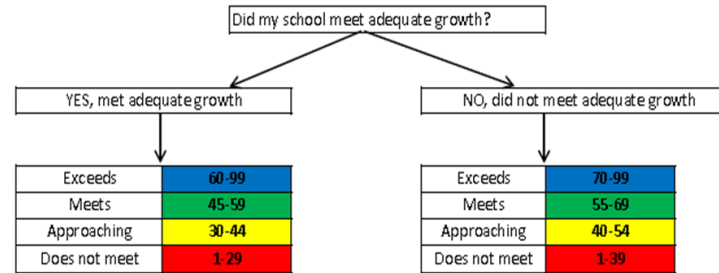 Did my school meet adequate growth?
YES, met adequate growth
NO, did not meet adequate growth
Exceeds 60-99
Meets 45-59
Approaching 30-44
Does not meet 1-29
Exceeds 70-99
Meets 55-69
Approaching 40-54
Does not meet 1-39